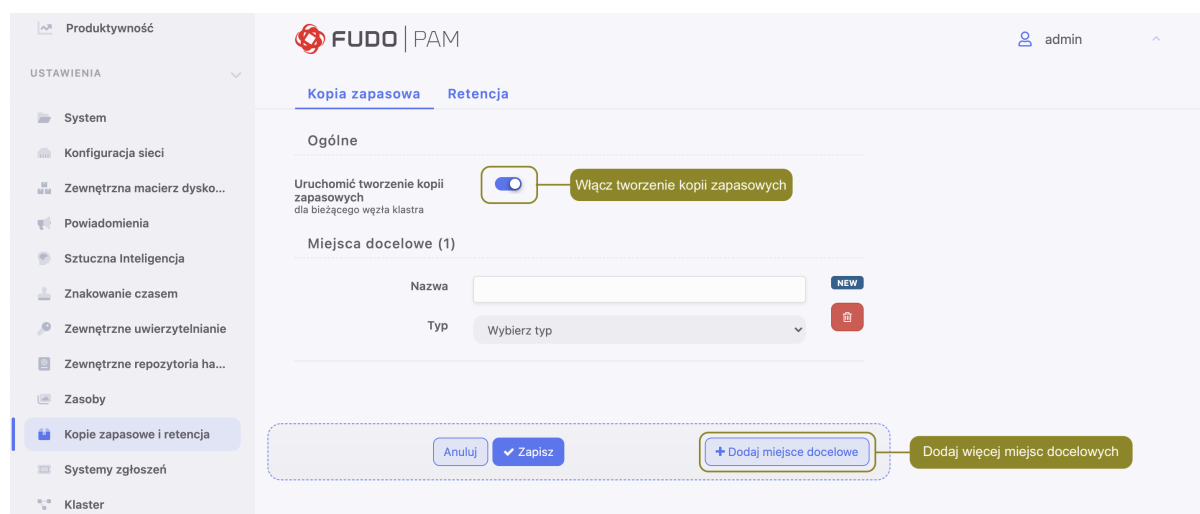 Produktywność
USTAWIENIA
System
Konfiguracja sieci
Zewnętrzna macierz dysko...
Powiadomienia
Sztuczna Inteligencja
Znakowanie czasem
Zewnętrzne uwierzytelnianie
Zewnętrzne repozytoria ha...
Zasoby
Kopie zapasowe i retencja
Systemy zgłoszeń
Klaster
FUDO PAM
admin
Kopia zapasowa Retencja
Ogólne
Uruchomić tworzenie kopii
zapasowych
dla bieżącego węzła klastra
Włącz tworzenie kopii zapasowych
Miejsca docelowe (1)
Nazwa
NEW
Typ
Wybierz typ
Anuluj
Zapisz
Dodaj miejsce docelowe
Dodaj więcej miejsc docelowych